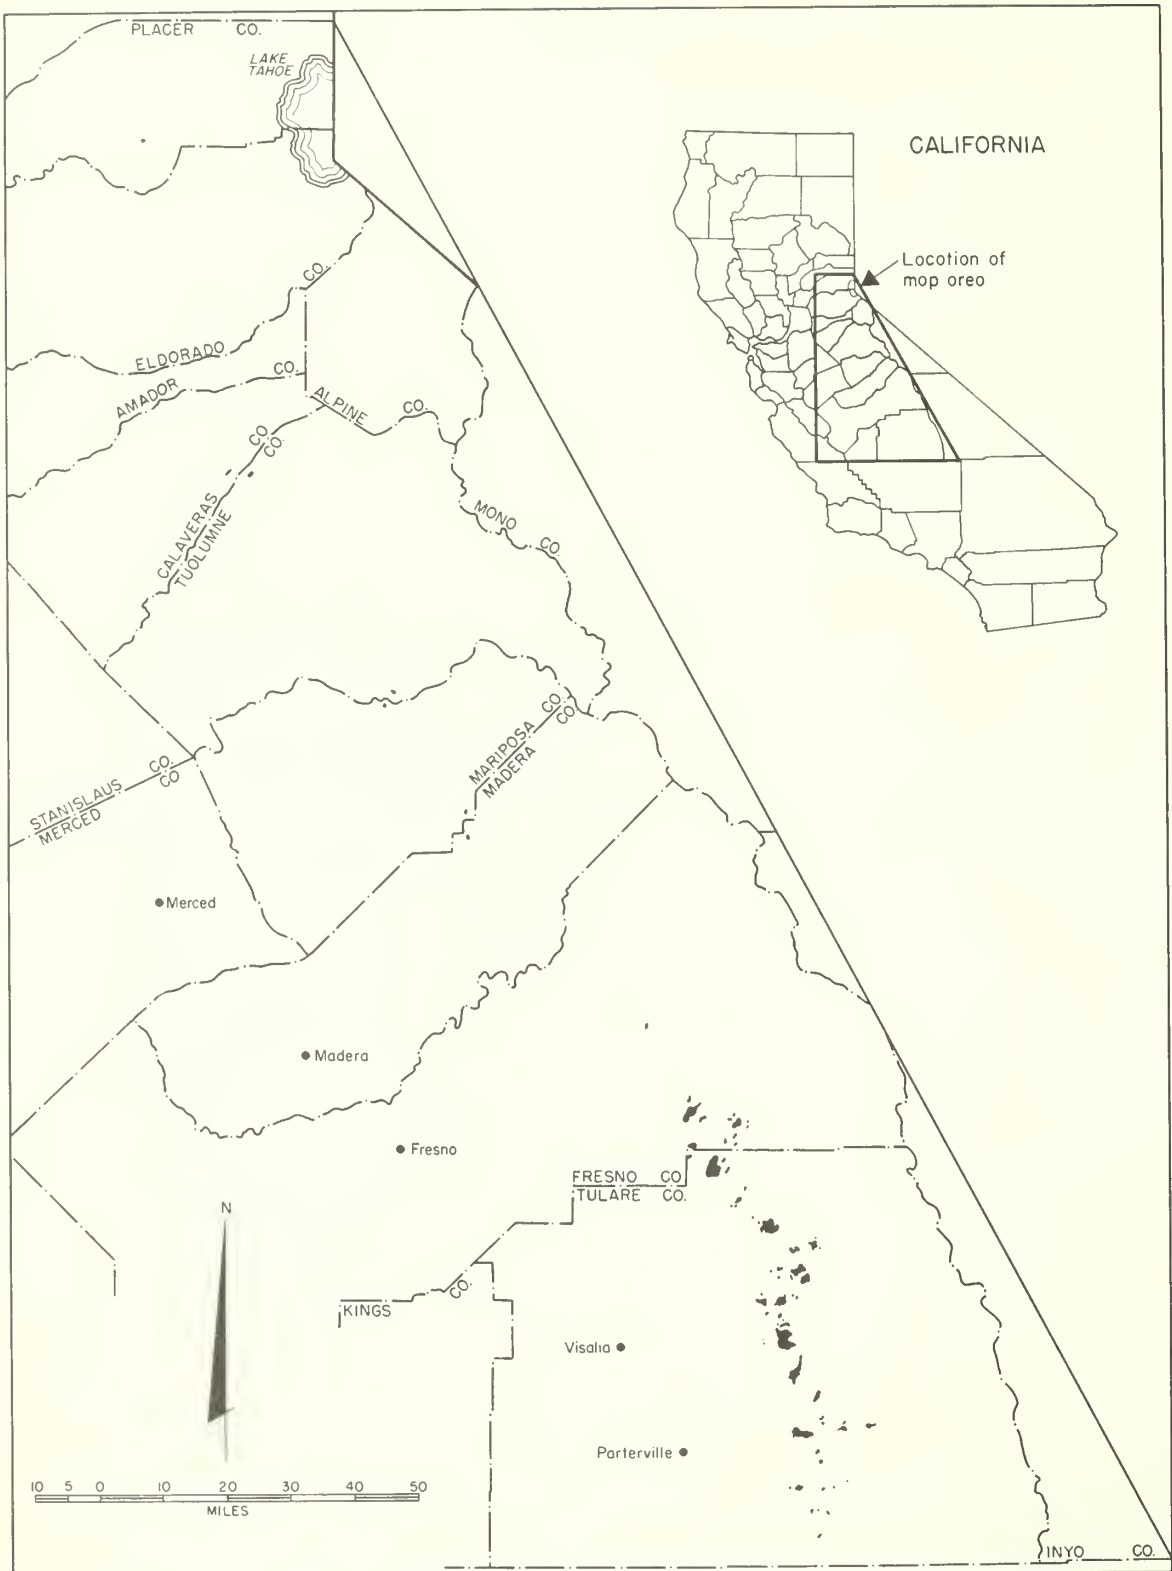 PLACER CO.
LAKE
TAHOE
CALIFORNIA
Locotion of
mop oreo
CO.
ELDORADO
CO.
AMADOR
ALPINE CO.
CO.
CO.
CALAVERAS
TUOLUMNE
MONO CO.
MARIPOSA CO.
MADERA CO.
STANISLAUS CO.
MERCED CO
Merced
Madera
Fresno
FRESNO CO.
TULARE CO.
N
KINGS CO.
Visalia
Parterville
10 5 0 10 20 30 40 50
MILES
INYO CO.